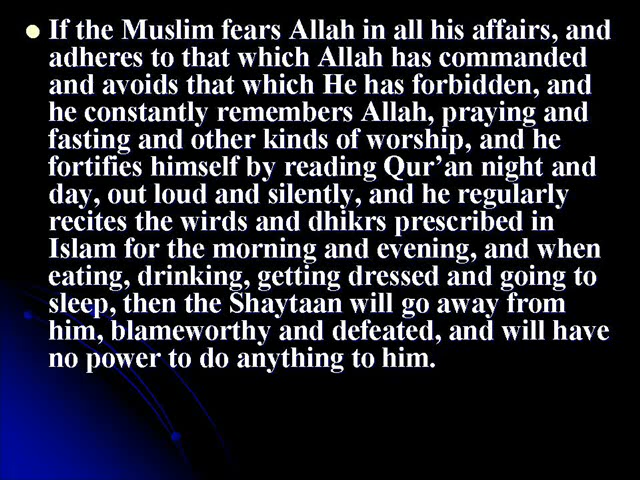 If the Muslim fears Allah in all his affairs, and
adheres to that which Allah has commanded
and avoids that which He has forbidden, and
he constantly remembers Allah, praying and
fasting and other kinds of worship, and he
fortifies himself by reading Qur’an night and
day, out loud and silently, and he regularly
recites the wirds and dhikrs prescribed in
Islam for the morning and evening, and when
eating, drinking, getting dressed and going to
sleep, then the Shaytaan will go away from
him, blameworthy and defeated, and will have
no power to do anything to him.